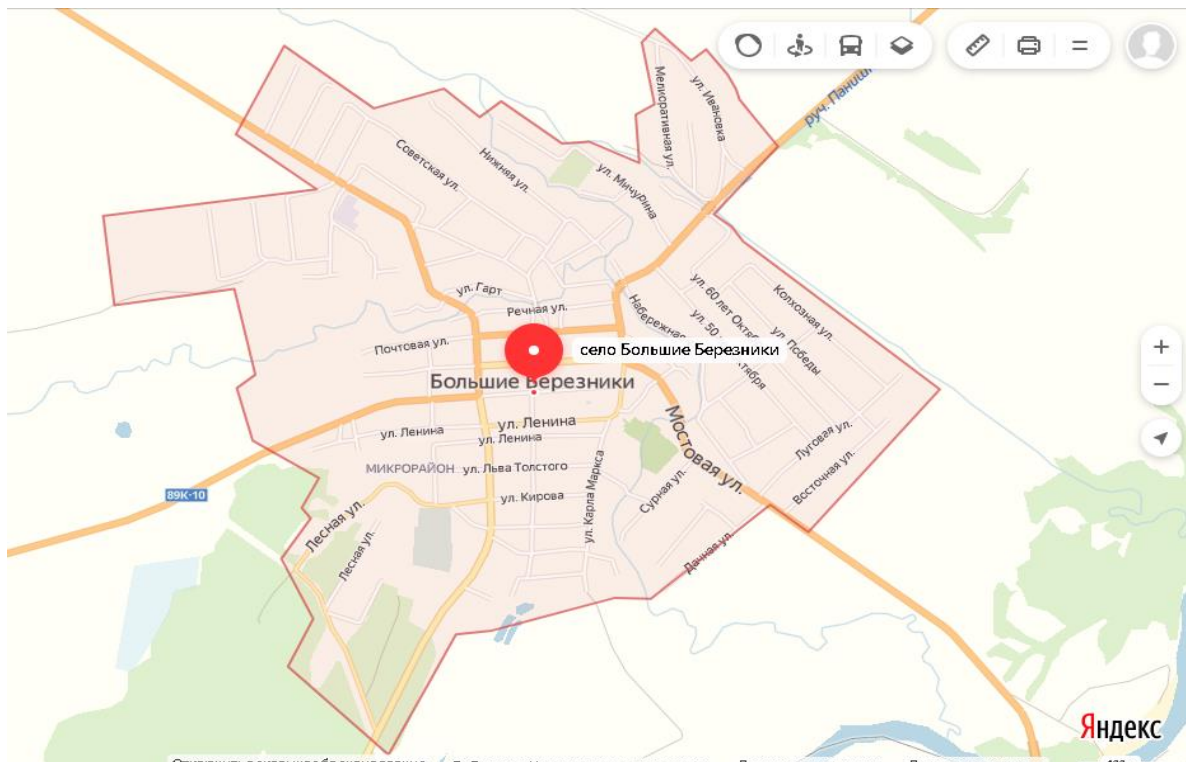 Мелиоративная ул.
ул. Ивановка
руч. Паниш
Советская ул.
Нижняя ул.
ул. Мичурина
ул. Гарт
Речная ул.
Набережная
ул. 60 лет Октя
Колхозная ул.
ул. Победы
ул. 50
ября
Почтовая ул.
село Большие Березники
Большие Березники
ул. Ленина
ул. Ленина
ул. Ленина
Мостовая ул.
Луговая ул.
Восточная ул.
МИКРОРАЙОН
ул. Льва Толстого
ул. Кирова
ул. Карла Маркса
Сурная ул.
Дачная ул.
89К-10
Лесная ул.
Лесная ул.
Яндекс